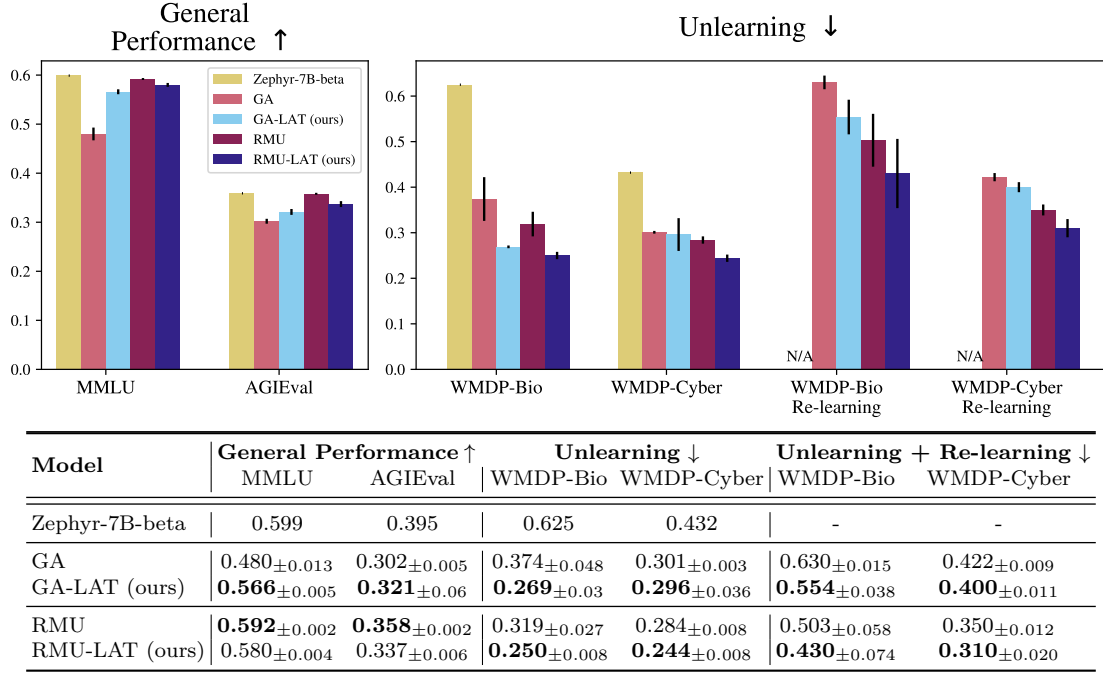 General
Performance ↑
Unlearning ↓
0.6
0.5
0.4
0.3
0.2
0.1
0.0
Zephyr-7B-beta
GA
GA-LAT (ours)
RMU
RMU-LAT (ours)
MMLU
AGIEval
0.6
0.5
0.4
0.3
0.2
0.1
0.0
N/A
N/A
WMDP-Bio
WMDP-Cyber
WMDP-Bio
Re-learning
WMDP-Cyber
Re-learning
Model General Performance ↑ Unlearning ↓ Unlearning + Re-learning ↓
MMLU AGIEval WMDP-Bio WMDP-Cyber WMDP-Bio WMDP-Cyber
Zephyr-7B-beta 0.599 0.395 0.625 0.432 - -
GA 0.480±0.013 0.302±0.005 0.374±0.048 0.301±0.003 0.630±0.015 0.422±0.009
GA-LAT (ours) 0.566±0.005 0.321±0.06 0.269±0.03 0.296±0.036 0.554±0.038 0.400±0.011
RMU 0.592±0.002 0.358±0.002 0.319±0.027 0.284±0.008 0.503±0.058 0.350±0.012
RMU-LAT (ours) 0.580±0.004 0.337±0.006 0.250±0.008 0.244±0.008 0.430±0.074 0.310±0.020